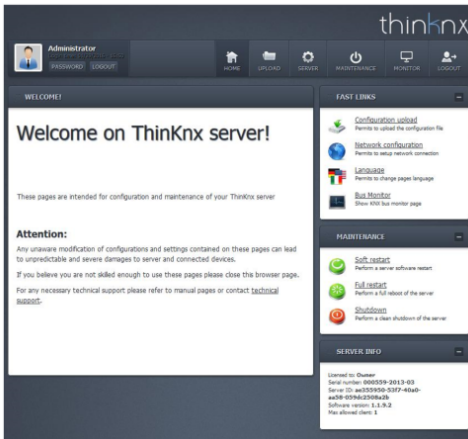 thinknx
Administrator
PASSWORD LOGOUT
HOME UPLOAD SERVER MAINTENANCE MONITOR LOGOUT
WELCOME!
Welcome on ThinKnx server!
These pages are intended for configuration and maintenance of your ThinKnx server
Attention:
Any unaware modification of configurations and settings contained on these pages can lead
to unpredictable and severe damages to server and connected devices.
If you believe you are not skilled enough to use these pages please close this browser page.
For any necessary technical support please refer to manual pages or contact technical
support.
FAST LINKS
Configuration upload
Permits to upload the configuration file
Network configuration
Permits to setup network connection
Language
Permits to change pages language
Bus Monitor
Show KNX bus monitor page
MAINTENANCE
Soft restart
Perform a server software restart
Full restart
Perform a full reboot of the server
Shutdown
Perform a clean shutdown of the server
SERVER INFO
Licensed to: Owner
Serial number: 000559-2013-03
Server ID: ae355950-53f7-40a0-
aa58-059dc2508a2b
Software version: 1.1.9.2
Max allowed client: 1